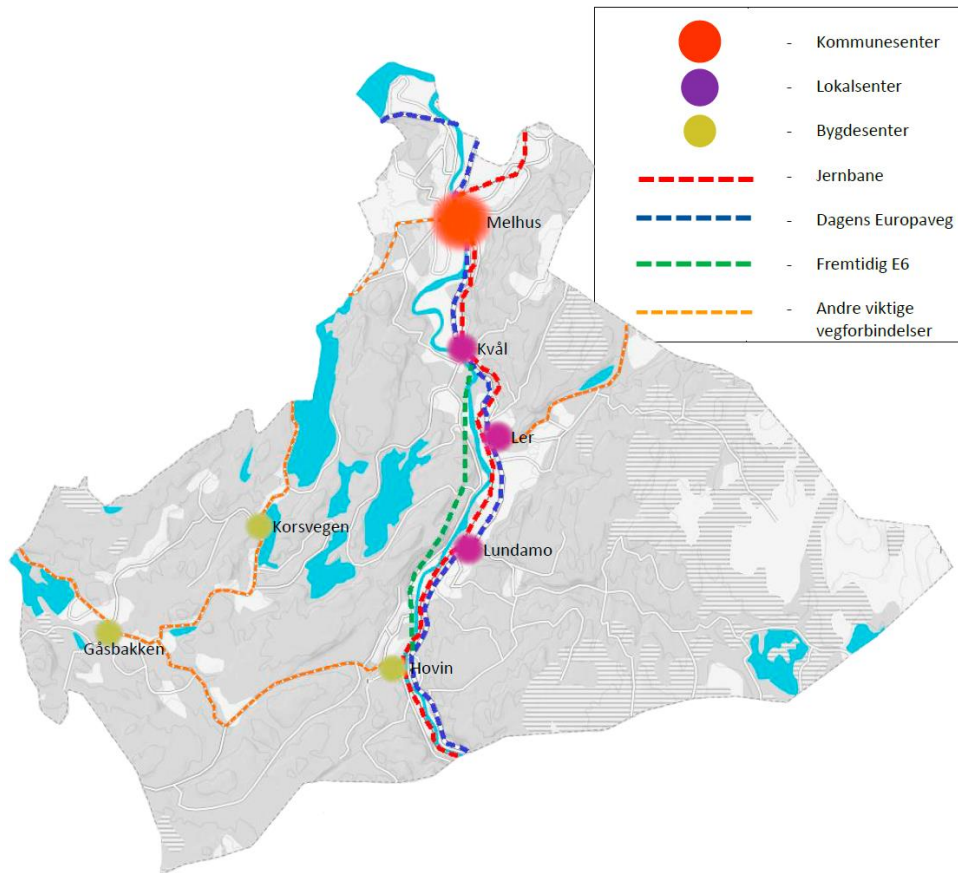 - Kommunesenter
- Lokalsenter
- Bygdesenter
- Jernbane
- Dagens Europaveg
- Fremtidig E6
- Andre viktige
vegforbindelser
Melhus
Kvål
Ler
Korsvegen
Lundamo
Gåsbakken
Hovin